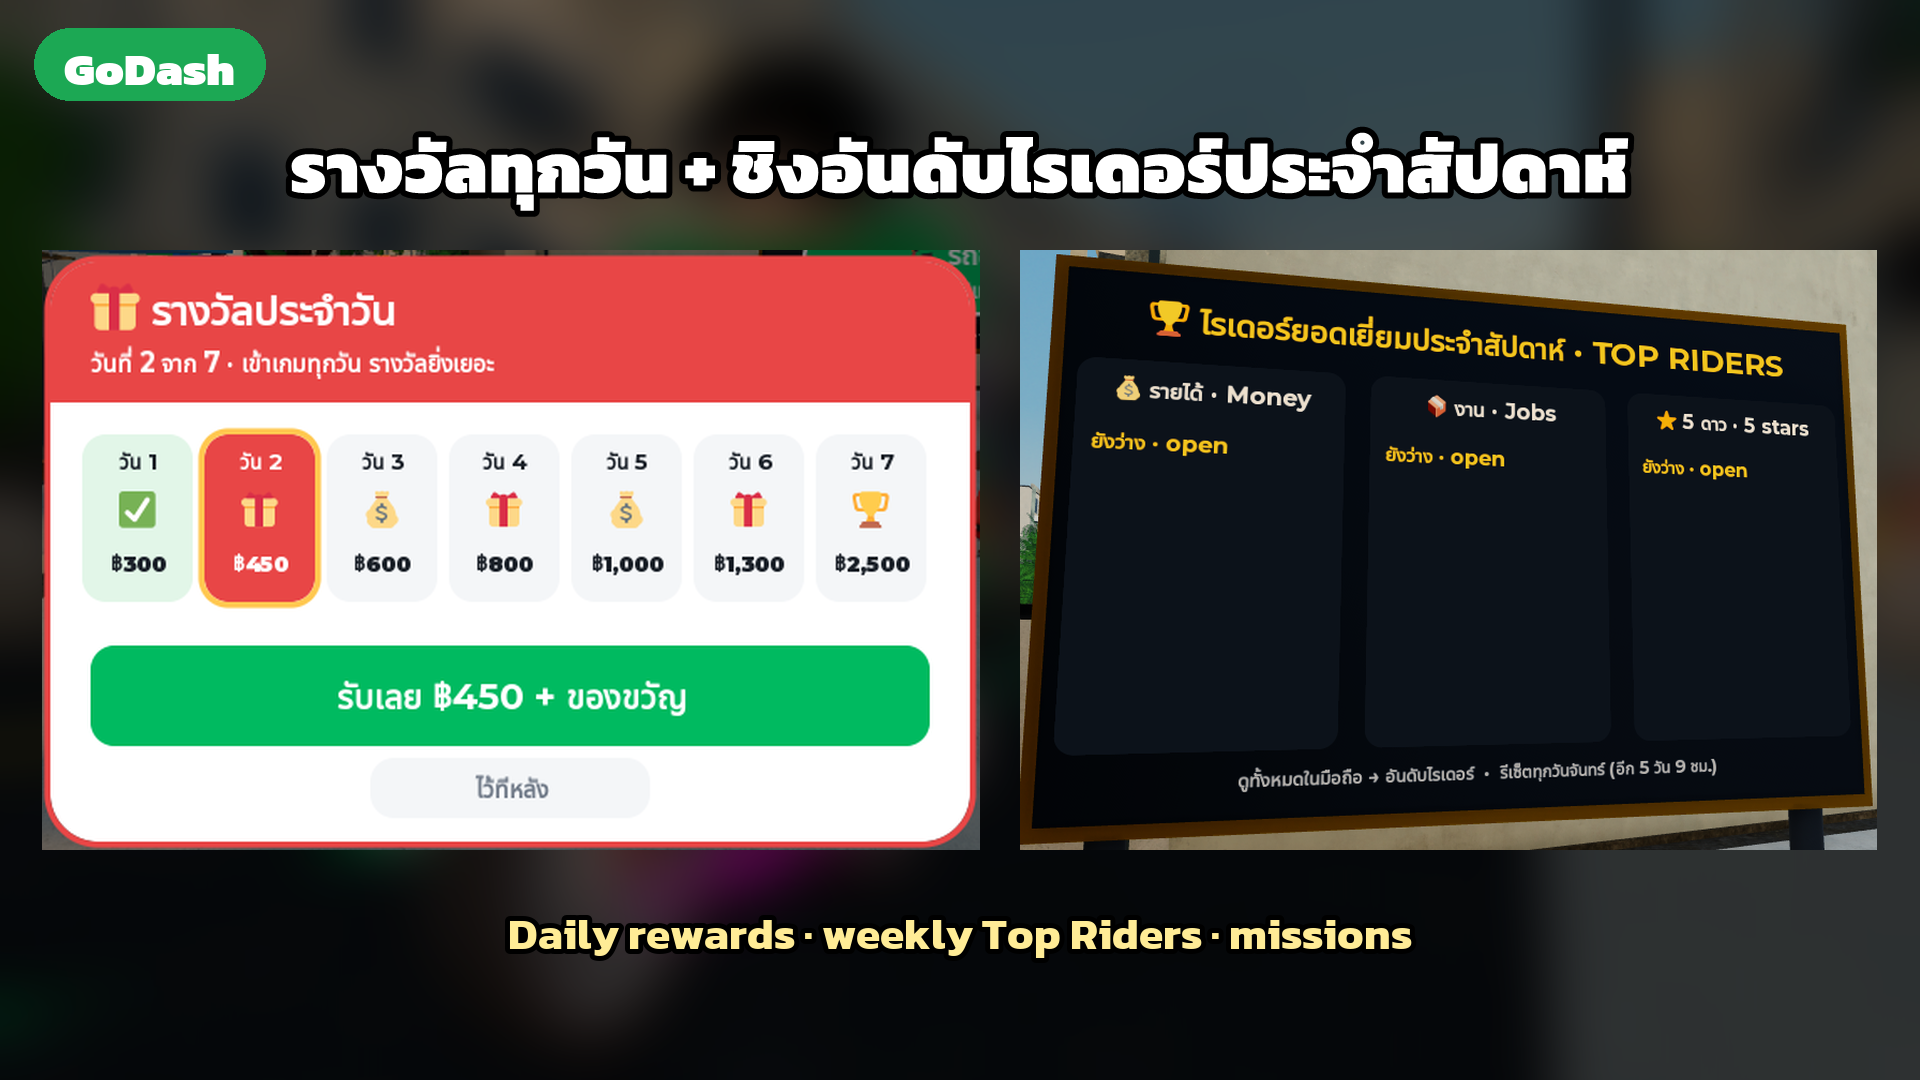 GoDash
รางวัลทุกวัน + ชิงอันดับไรเดอร์ประจำสัปดาห์
รางวัลประจำวัน
วันที่ 2 จาก 7 · เข้าเกมทุกวัน รางวัลยิ่งเยอะ
วัน 1
วัน 2
วัน 3
วัน 4
วัน 5
วัน 6
วัน 7
฿300
฿450
฿600
฿800
฿1,000
฿1,300
฿2,500
รับเลย ฿450 + ของขวัญ
ไว้ทีหลัง
ไรเดอร์ยอดเยี่ยมประจำสัปดาห์ · TOP RIDERS
รายได้ · Money
ยังว่าง · open
งาน · Jobs
ยังว่าง · open
5 ดาว · 5 stars
ยังว่าง · open
ดูทั้งหมดในมือถือ → อันดับไรเดอร์ · รีเซ็ตทุกวันจันทร์ (อีก 5 วัน 9 ชม.)
Daily rewards · weekly Top Riders · missions